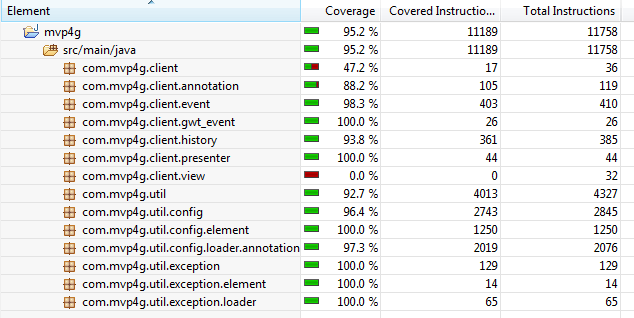 Element Coverage Covered Instructio... Total Instructions
mvp4g 95.2 % 11189 11758
src/main/java 95.2 % 11189 11758
com.mvp4g.client 47.2 % 17 36
com.mvp4g.client.annotation 88.2 % 105 119
com.mvp4g.client.event 98.3 % 403 410
com.mvp4g.client.gwt_event 100.0 % 26 26
com.mvp4g.client.history 93.8 % 361 385
com.mvp4g.client.presenter 100.0 % 44 44
com.mvp4g.client.view 0.0 % 0 32
com.mvp4g.util 92.7 % 4013 4327
com.mvp4g.util.config 96.4 % 2743 2845
com.mvp4g.util.config.element 100.0 % 1250 1250
com.mvp4g.util.config.loader.annotation 97.3 % 2019 2076
com.mvp4g.util.exception 100.0 % 129 129
com.mvp4g.util.exception.element 100.0 % 14 14
com.mvp4g.util.exception.loader 100.0 % 65 65